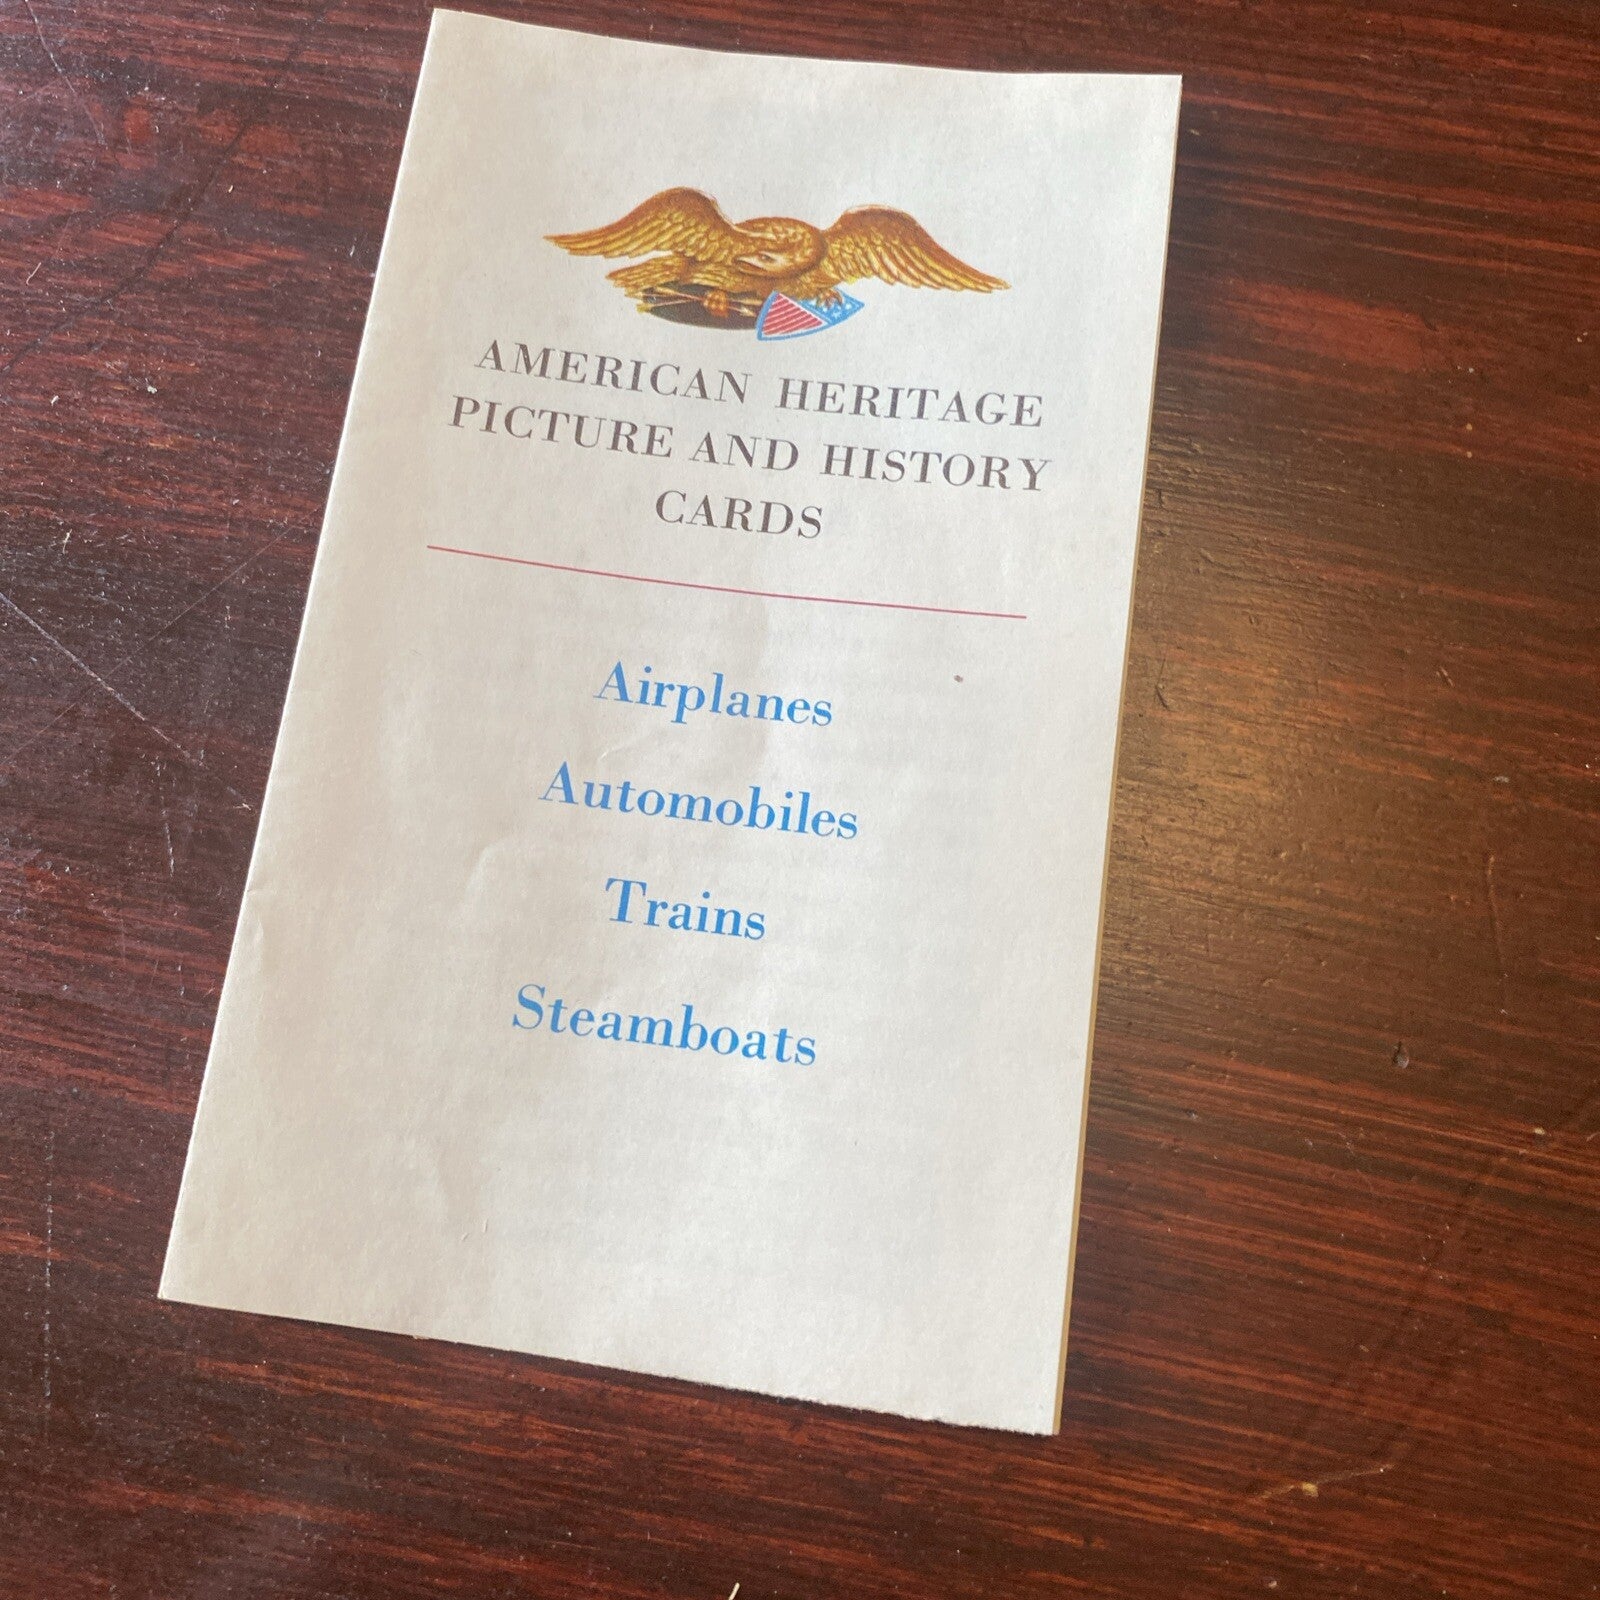 AMERICAN HERITAGE
PICTURE AND HISTORY
CARDS
Airplanes
Automobiles
Trains
Steamboats